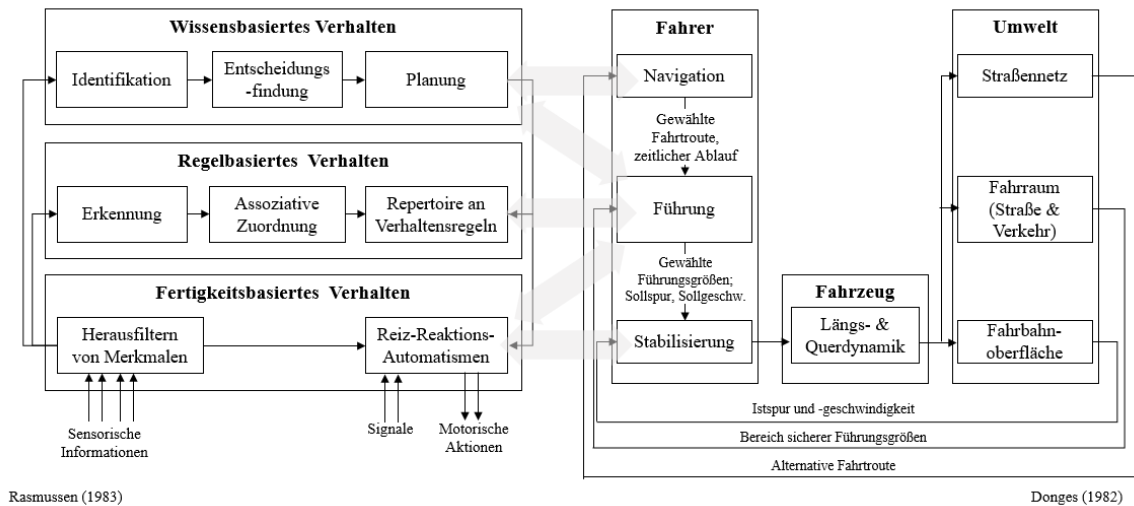 Wissensbasiertes Verhalten
Identifikation
Entscheidungs
-findung
Planung
Regelbasiertes Verhalten
Erkennung
Assoziative
Zuordnung
Repertoire an
Verhaltensregeln
Fertigkeitsbasiertes Verhalten
Herausfiltern
von Merkmalen
Reiz-Reaktions-
Automatismen
Sensorische
Informationen
Signale
Motorische
Aktionen
Rasmussen (1983)
Fahrer
Navigation
Gewählte
Fahrtroute,
zeitlicher Ablauf
Führung
Gewählte
Führungsgrößen;
Sollspur, Sollgeschw.
Stabilisierung
Fahrzeug
Längs- &
Querdynamik
Umwelt
Straßennetz
Fahrraum
(Straße &
Verkehr)
Fahrbahn-
oberfläche
Istspur und -geschwindigkeit
Bereich sicherer Führungsgrößen
Alternative Fahrtroute
Donges (1982)